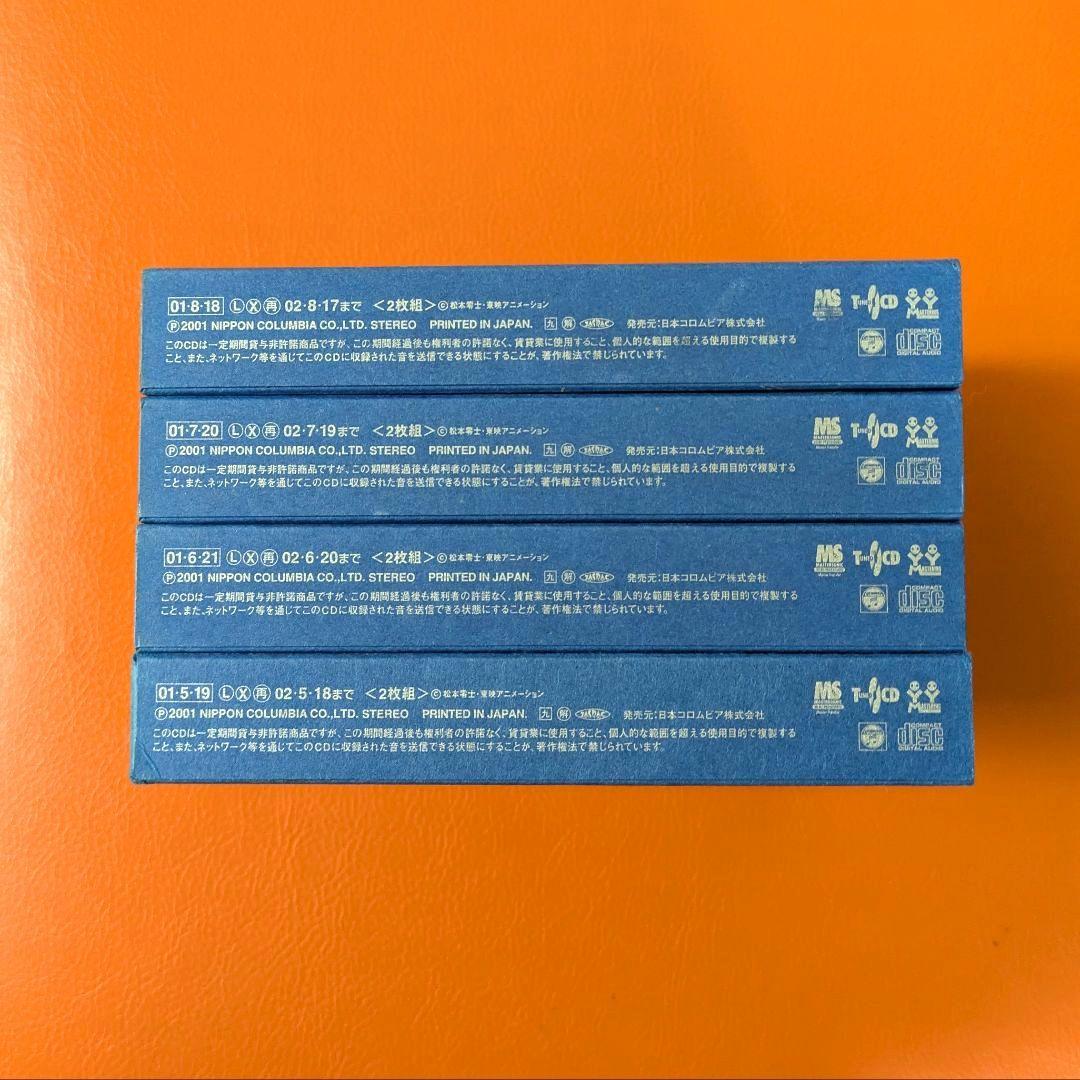 01·8·18 Ⓛ Ⓧ ㊢ 02·8·17まで <2枚組> ©松本零士・東映アニメーション
Ⓟ2001 NIPPON COLUMBIA CO.,LTD. STEREO PRINTED IN JAPAN. 発売元:日本コロムビア株式会社
このCDは一定期間貸与非許諾商品ですが、この期間経過後も権利者の許諾なく、賃貸業に使用すること、個人的な範囲を超える使用目的で複製する
こと、また、ネットワーク等を通じてこのCDに収録された音を送信できる状態にすることが、著作権法で禁じられています。
MS TUNE CD
COMPACT
disc
DIGITAL AUDIO
01·7·20 Ⓛ Ⓧ 再 02·7·19まで <2枚組> ©松本零士・東映アニメーション
Ⓟ2001 NIPPON COLUMBIA CO.,LTD. STEREO PRINTED IN JAPAN. 発売元:日本コロムビア株式会社
このCDは一定期間貸与非許諾商品ですが、この期間経過後も権利者の許諾なく、賃貸業に使用すること、個人的な範囲を超える使用目的で複製する
こと、また、ネットワーク等を通じてこのCDに収録された音を送信できる状態にすることが、著作権法で禁じられています。
MS TUNE CD
COMPACT
disc
DIGITAL AUDIO
01·6·21 Ⓛ Ⓧ 再 02·6·20まで <2枚組> ©松本零士・東映アニメーション
Ⓟ2001 NIPPON COLUMBIA CO.,LTD. STEREO PRINTED IN JAPAN. 発売元:日本コロムビア株式会社
このCDは一定期間貸与非許諾商品ですが、この期間経過後も権利者の許諾なく、賃貸業に使用すること、個人的な範囲を超える使用目的で複製する
こと、また、ネットワーク等を通じてこのCDに収録された音を送信できる状態にすることが、著作権法で禁じられています。
MS TUNE CD
COMPACT
disc
DIGITAL AUDIO
01·5·19 Ⓛ Ⓧ 再 02·5·18まで <2枚組> ©松本零士・東映アニメーション
Ⓟ2001 NIPPON COLUMBIA CO.,LTD. STEREO PRINTED IN JAPAN. 発売元:日本コロムビア株式会社
このCDは一定期間貸与非許諾商品ですが、この期間経過後も権利者の許諾なく、賃貸業に使用すること、個人的な範囲を超える使用目的で複製する
こと、また、ネットワーク等を通じてこのCDに収録された音を送信できる状態にすることが、著作権法で禁じられています。
MS TUNE CD
COMPACT
disc
DIGITAL AUDIO